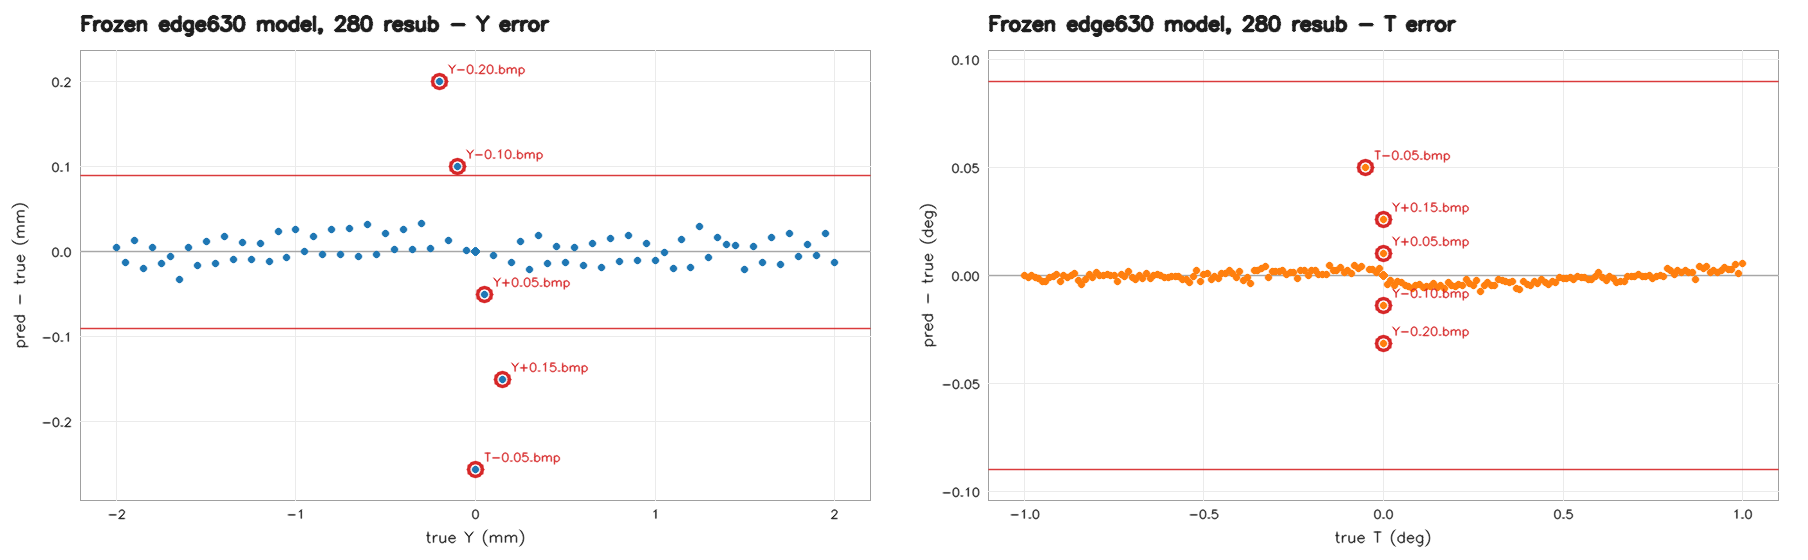 Frozen edge630 model, 280 resub − Y error
0.2
0.1
0.0
−0.1
−0.2
pred − true (mm)
Y−0.20.bmp
Y−0.10.bmp
Y+0.05.bmp
Y+0.15.bmp
T−0.05.bmp
−2
−1
0
1
2
true Y (mm)
Frozen edge630 model, 280 resub − T error
0.10
0.05
0.00
−0.05
−0.10
pred − true (deg)
T−0.05.bmp
Y+0.15.bmp
Y+0.05.bmp
Y−0.10.bmp
Y−0.20.bmp
−1.0
−0.5
0.0
0.5
1.0
true T (deg)